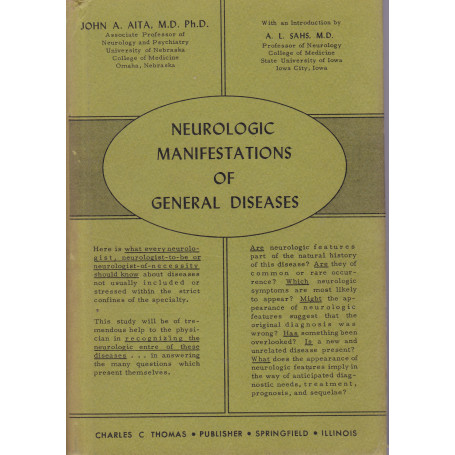 JOHN A. AITA, M.D. Ph.D.
Associate Professor of
Neurology and Psychiatry
University of Nebraska
College of Medicine
Omaha, Nebraska
With an Introduction by
A. L. SAHS, M.D.
Professor of Neurology
College of Medicine
State University of Iowa
Iowa City, Iowa
NEUROLOGIC
MANIFESTATIONS
OF
GENERAL DISEASES
Here is what every neurolo-
gist, neurologist-to-be or
neurologist-of-necessity
should know about diseases
not usually included or
stressed within the strict
confines of the specialty.
This study will be of tre-
mendous help to the physi-
cian in recognizing the
neurologic entre of these
diseases . . . in answering
the many questions which
present themselves.
Are neurologic features
part of the natural history
of this disease? Are they of
common or rare occur-
rence? Which neurologic
symptoms are most likely
to appear? Might the ap-
pearance of neurologic
features suggest that the
original diagnosis was
wrong? Has something been
overlooked? Is a new and
unrelated disease present?
What does the appearance of
neurologic features imply in
the way of anticipated diag-
nostic needs, treatment,
prognosis, and sequelae?
CHARLES C THOMAS • PUBLISHER • SPRINGFIELD • ILLINOIS